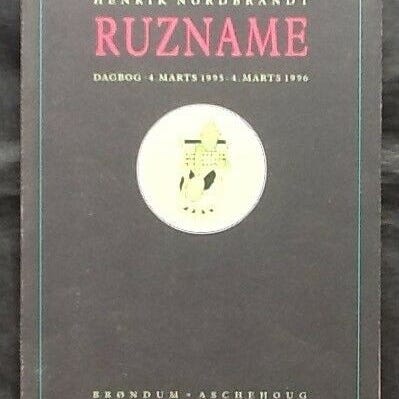 HENRIK NORDBRANDT
RUZNAME
DAGBOG · 4. MARTS 1995 - 4. MARTS 1996
BRØNDUM • ASCHEHOUG